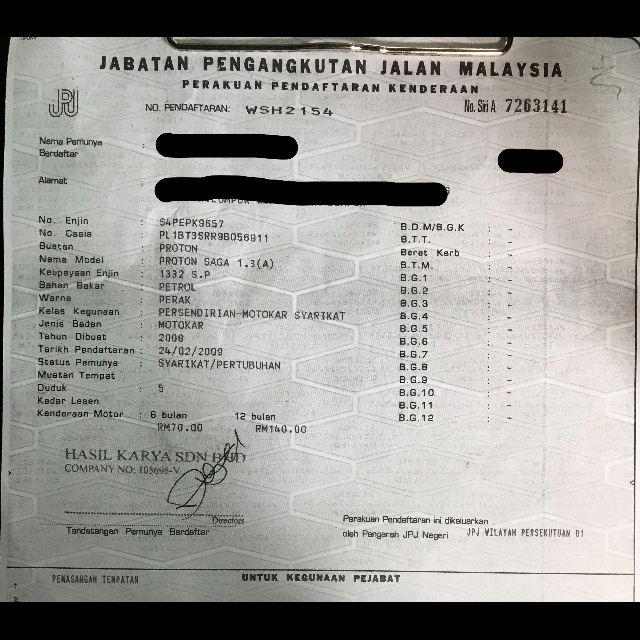 JABATAN PENGANGKUTAN JALAN MALAYSIA
PERAKUAN PENDAFTARAN KENDERAAN
JPJ
NO. PENDAFTARAN: WSH2154
No. Siri A 7263141
Nama Pemunya Berdaftar :
Alamat :
No. Enjin : S4PEPK9657
No. Casis : PL1BT3SRR9B056911
Buatan : PROTON
Nama Model : PROTON SAGA 1.3(A)
Keupayaan Enjin : 1332 S.P
Bahan Bakar : PETROL
Warna : PERAK
Kelas Kegunaan : PERSENDIRIAN-MOTOKAR SYARIKAT
Jenis Badan : MOTOKAR
Tahun Dibuat : 2008
Tarikh Pendaftaran : 24/02/2009
Status Pemunya : SYARIKAT/PERTUBUHAN
Muatan Tempat Duduk : 5
Kadar Lesen Kenderaan Motor : 6 bulan 12 bulan
RM70.00 RM140.00
B.D.M/B.G.K : -
B.T.T. : -
Berat Kerb : -
B.T.M. : -
B.G.1 : -
B.G.2 : -
B.G.3 : -
B.G.4 : -
B.G.5 : -
B.G.6 : -
B.G.7 : -
B.G.8 : -
B.G.9 : -
B.G.10 : -
B.G.11 : -
B.G.12 : -
HASIL KARYA SDN BHD
COMPANY NO: 105698-V
Directors
Tandatangan Pemunya Berdaftar
Perakuan Pendaftaran ini dikeluarkan
oleh Pengarah JPJ Negeri JPJ WILAYAH PERSEKUTUAN 01
PEMASANGAN TEMPATAN
UNTUK KEGUNAAN PEJABAT